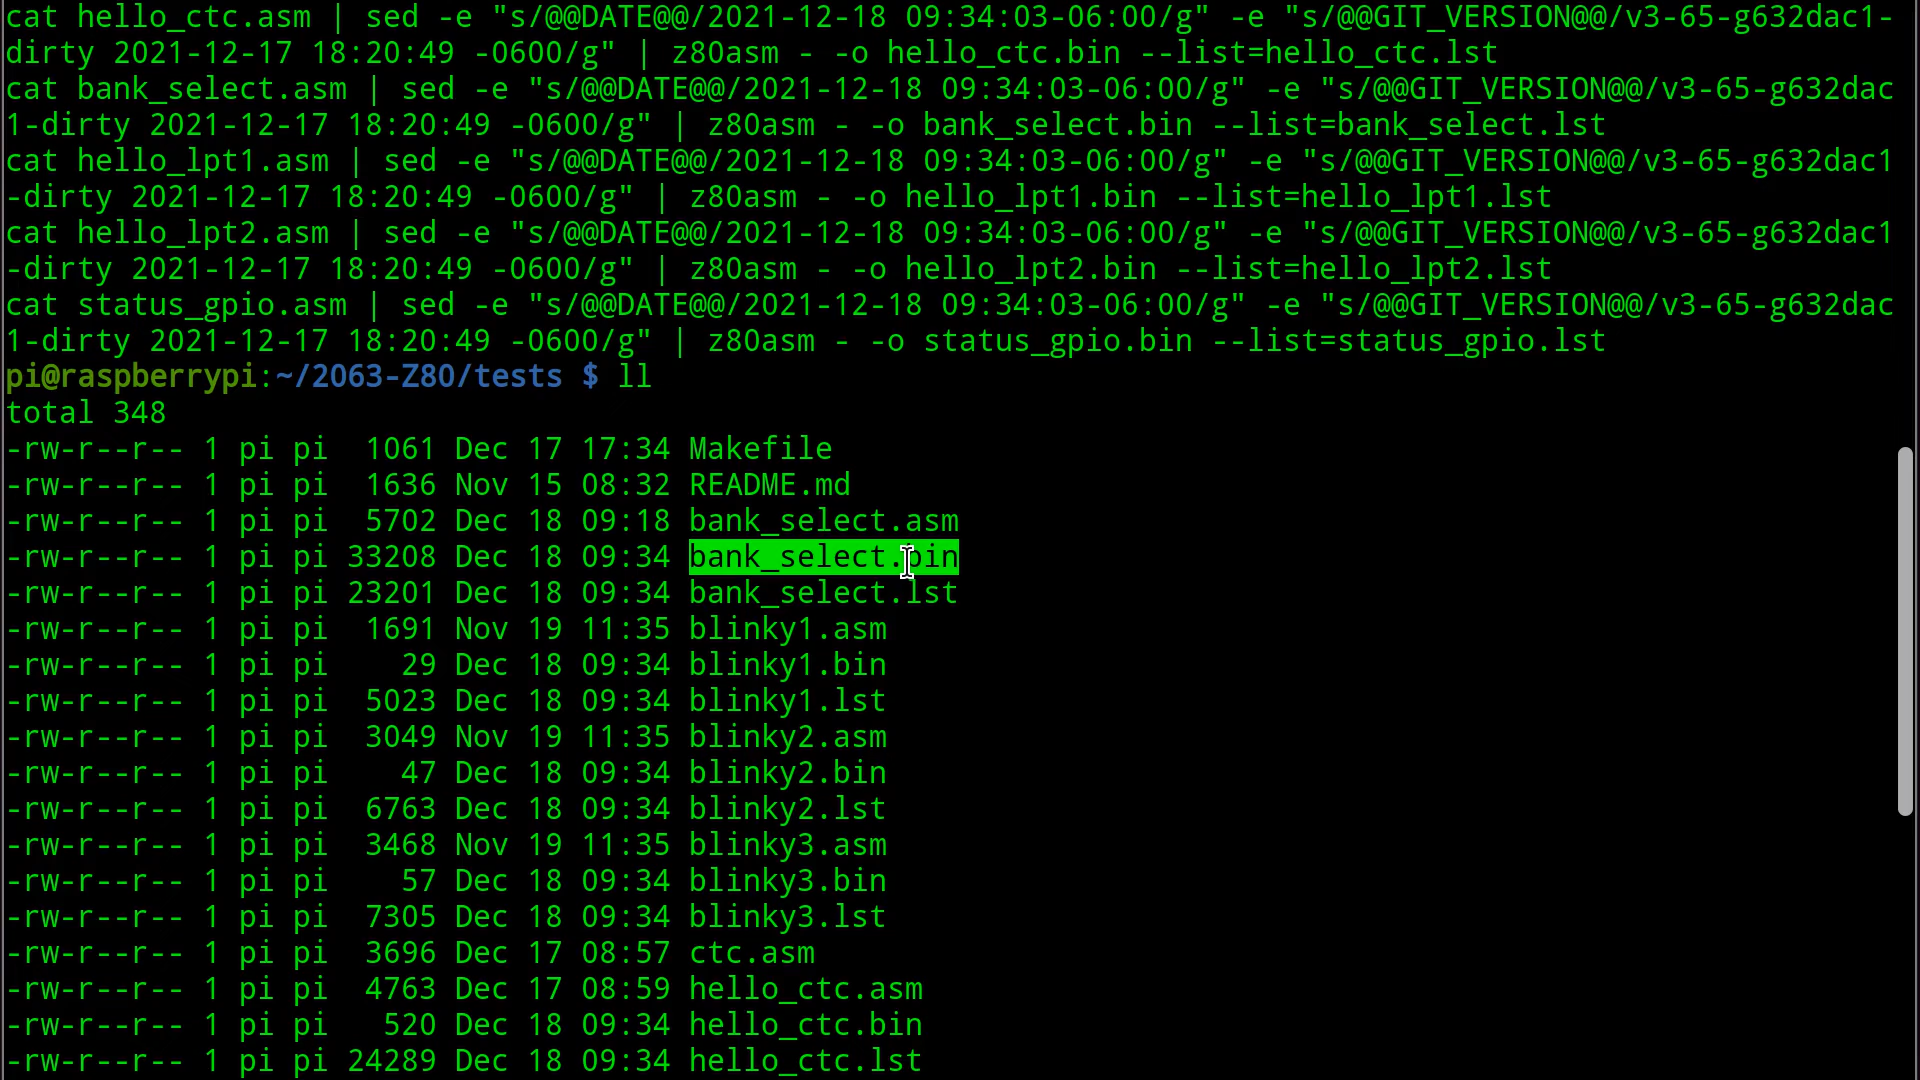 cat hello_ctc.asm | sed -e "s/@@DATE@@/2021-12-18 09:34:03-06:00/g" -e "s/@@GIT_VERSION@@/v3-65-g632dac1-
dirty 2021-12-17 18:20:49 -0600/g" | z80asm - -o hello_ctc.bin --list=hello_ctc.lst
cat bank_select.asm | sed -e "s/@@DATE@@/2021-12-18 09:34:03-06:00/g" -e "s/@@GIT_VERSION@@/v3-65-g632dac
1-dirty 2021-12-17 18:20:49 -0600/g" | z80asm - -o bank_select.bin --list=bank_select.lst
cat hello_lpt1.asm | sed -e "s/@@DATE@@/2021-12-18 09:34:03-06:00/g" -e "s/@@GIT_VERSION@@/v3-65-g632dac1
-dirty 2021-12-17 18:20:49 -0600/g" | z80asm - -o hello_lpt1.bin --list=hello_lpt1.lst
cat hello_lpt2.asm | sed -e "s/@@DATE@@/2021-12-18 09:34:03-06:00/g" -e "s/@@GIT_VERSION@@/v3-65-g632dac1
-dirty 2021-12-17 18:20:49 -0600/g" | z80asm - -o hello_lpt2.bin --list=hello_lpt2.lst
cat status_gpio.asm | sed -e "s/@@DATE@@/2021-12-18 09:34:03-06:00/g" -e "s/@@GIT_VERSION@@/v3-65-g632dac
1-dirty 2021-12-17 18:20:49 -0600/g" | z80asm - -o status_gpio.bin --list=status_gpio.lst
pi@raspberrypi:~/2063-Z80/tests $ ll
total 348
-rw-r--r-- 1 pi pi  1061 Dec 17 17:34 Makefile
-rw-r--r-- 1 pi pi  1636 Nov 15 08:32 README.md
-rw-r--r-- 1 pi pi  5702 Dec 18 09:18 bank_select.asm
-rw-r--r-- 1 pi pi 33208 Dec 18 09:34 bank_select.bin
-rw-r--r-- 1 pi pi 23201 Dec 18 09:34 bank_select.lst
-rw-r--r-- 1 pi pi  1691 Nov 19 11:35 blinky1.asm
-rw-r--r-- 1 pi pi    29 Dec 18 09:34 blinky1.bin
-rw-r--r-- 1 pi pi  5023 Dec 18 09:34 blinky1.lst
-rw-r--r-- 1 pi pi  3049 Nov 19 11:35 blinky2.asm
-rw-r--r-- 1 pi pi    47 Dec 18 09:34 blinky2.bin
-rw-r--r-- 1 pi pi  6763 Dec 18 09:34 blinky2.lst
-rw-r--r-- 1 pi pi  3468 Nov 19 11:35 blinky3.asm
-rw-r--r-- 1 pi pi    57 Dec 18 09:34 blinky3.bin
-rw-r--r-- 1 pi pi  7305 Dec 18 09:34 blinky3.lst
-rw-r--r-- 1 pi pi  3696 Dec 17 08:57 ctc.asm
-rw-r--r-- 1 pi pi  4763 Dec 17 08:59 hello_ctc.asm
-rw-r--r-- 1 pi pi   520 Dec 18 09:34 hello_ctc.bin
-rw-r--r-- 1 pi pi 24289 Dec 18 09:34 hello_ctc.lst